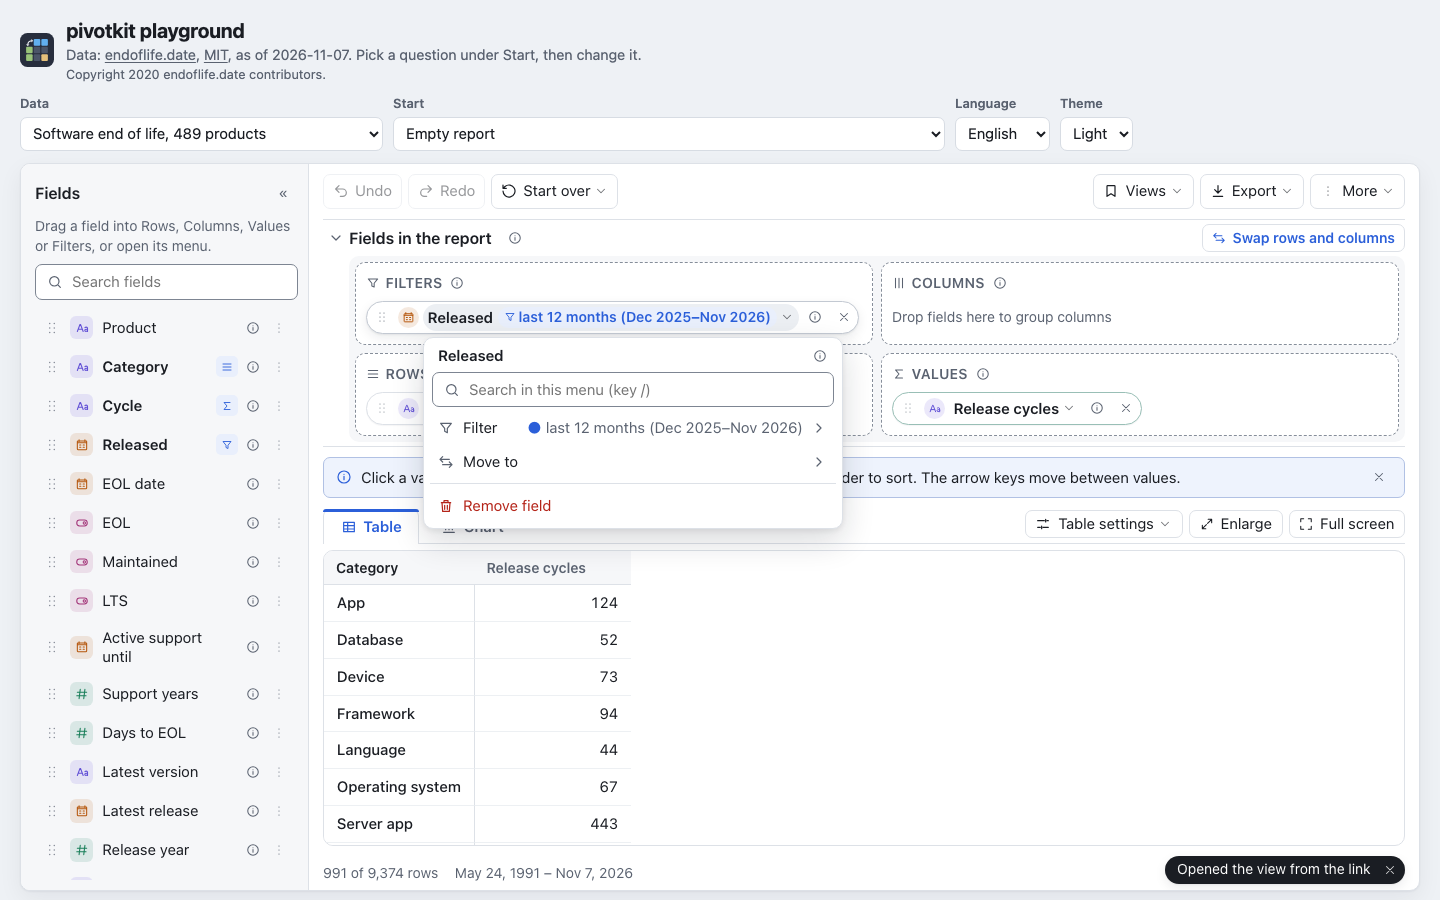 pivotkit playground
Data: endoflife.date, MIT, as of 2026-11-07. Pick a question under Start, then change it.
Copyright 2020 endoflife.date contributors.
Data
Start
Language
Theme
Software end of life, 489 products
Empty report
English
Light
Fields
«
Drag a field into Rows, Columns, Values
or Filters, or open its menu.
Search fields
Aa Product
Aa Category
Aa Cycle Σ
Released
EOL date
EOL
Maintained
LTS
Active support
until
# Support years
# Days to EOL
Aa Latest version
Latest release
# Release year
Undo
Redo
Start over
Views
Export
More
Fields in the report
Swap rows and columns
FILTERS
Released last 12 months (Dec 2025–Nov 2026)
COLUMNS
Drop fields here to group columns
ROWS
Aa
Σ VALUES
Aa Release cycles
Released
Search in this menu (key /)
Filter last 12 months (Dec 2025–Nov 2026)
Move to
Remove field
Click a va
der to sort. The arrow keys move between values.
Table
Chart
Table settings
Enlarge
Full screen
Category Release cycles
App 124
Database 52
Device 73
Framework 94
Language 44
Operating system 67
Server app 443
991 of 9,374 rows May 24, 1991 – Nov 7, 2026
Opened the view from the link